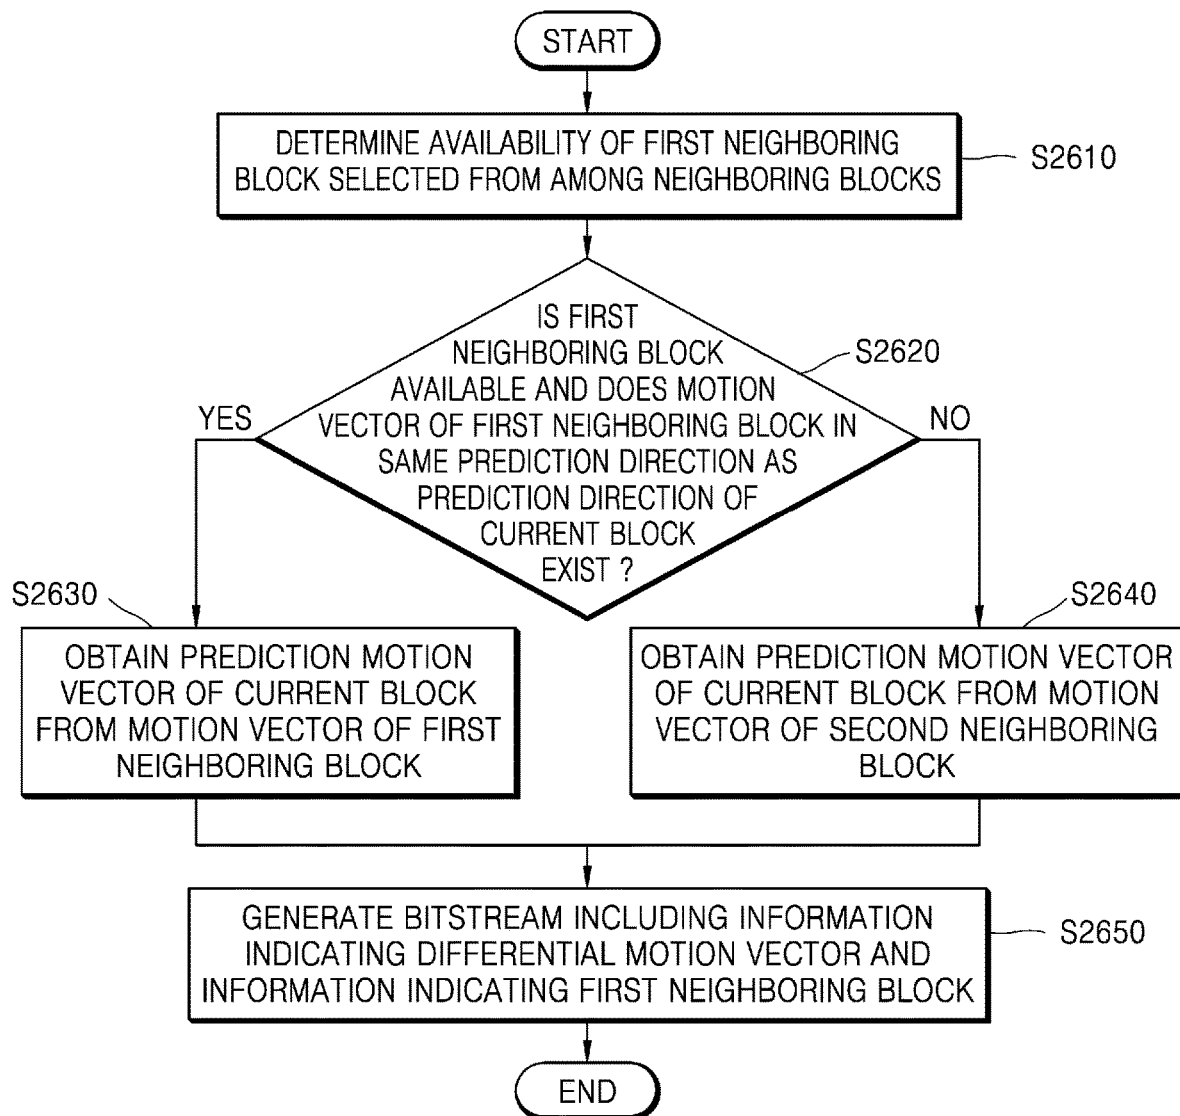 START
DETERMINE AVAILABILITY OF FIRST NEIGHBORING
BLOCK SELECTED FROM AMONG NEIGHBORING BLOCKS
S2610
IS FIRST
NEIGHBORING BLOCK
AVAILABLE AND DOES MOTION
VECTOR OF FIRST NEIGHBORING BLOCK IN
SAME PREDICTION DIRECTION AS
PREDICTION DIRECTION OF
CURRENT BLOCK
EXIST ?
S2620
YES
NO
S2630
OBTAIN PREDICTION MOTION
VECTOR OF CURRENT BLOCK
FROM MOTION VECTOR OF FIRST
NEIGHBORING BLOCK
S2640
OBTAIN PREDICTION MOTION VECTOR
OF CURRENT BLOCK FROM MOTION
VECTOR OF SECOND NEIGHBORING
BLOCK
GENERATE BITSTREAM INCLUDING INFORMATION
INDICATING DIFFERENTIAL MOTION VECTOR AND
INFORMATION INDICATING FIRST NEIGHBORING BLOCK
S2650
END